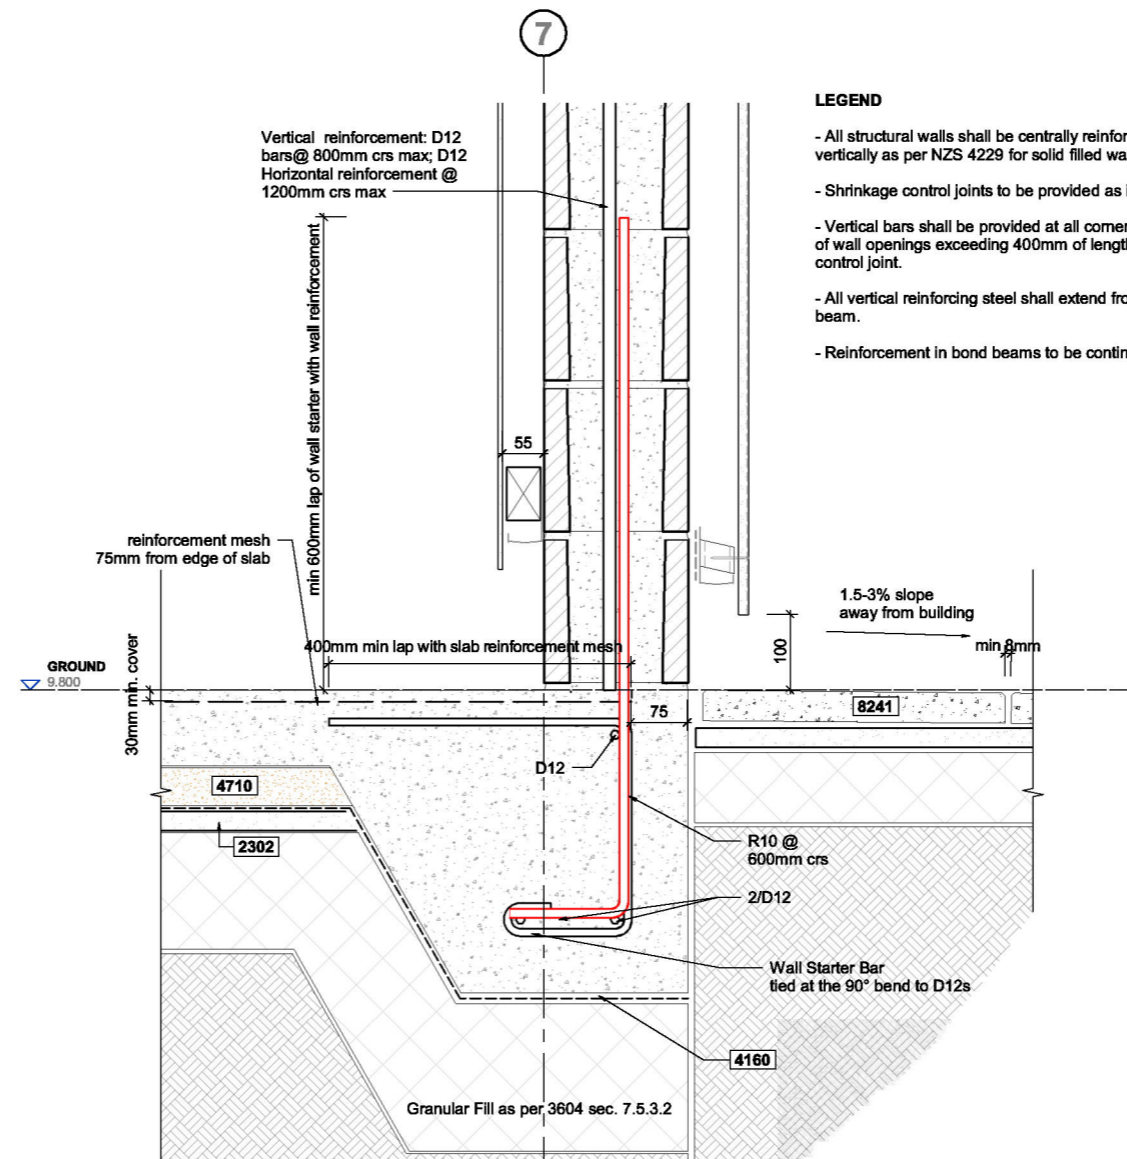 7
LEGEND
- All structural walls shall be centrally reinfor
vertically as per NZS 4229 for solid filled wa
- Shrinkage control joints to be provided as i
- Vertical bars shall be provided at all corner
of wall openings exceeding 400mm of length
control joint.
- All vertical reinforcing steel shall extend fro
beam.
- Reinforcement in bond beams to be contin
Vertical reinforcement: D12
bars@ 800mm crs max; D12
Horizontal reinforcement @
1200mm crs max
min 600mm lap of wall starter with wall reinforcement
55
reinforcement mesh
75mm from edge of slab
1.5-3% slope
away from building
100
min 8mm
400mm min lap with slab reinforcement mesh
GROUND
9.800
30mm min. cover
75
8241
D12
4710
2302
R10 @
600mm crs
2/D12
Wall Starter Bar
tied at the 90° bend to D12s
4160
Granular Fill as per 3604 sec. 7.5.3.2